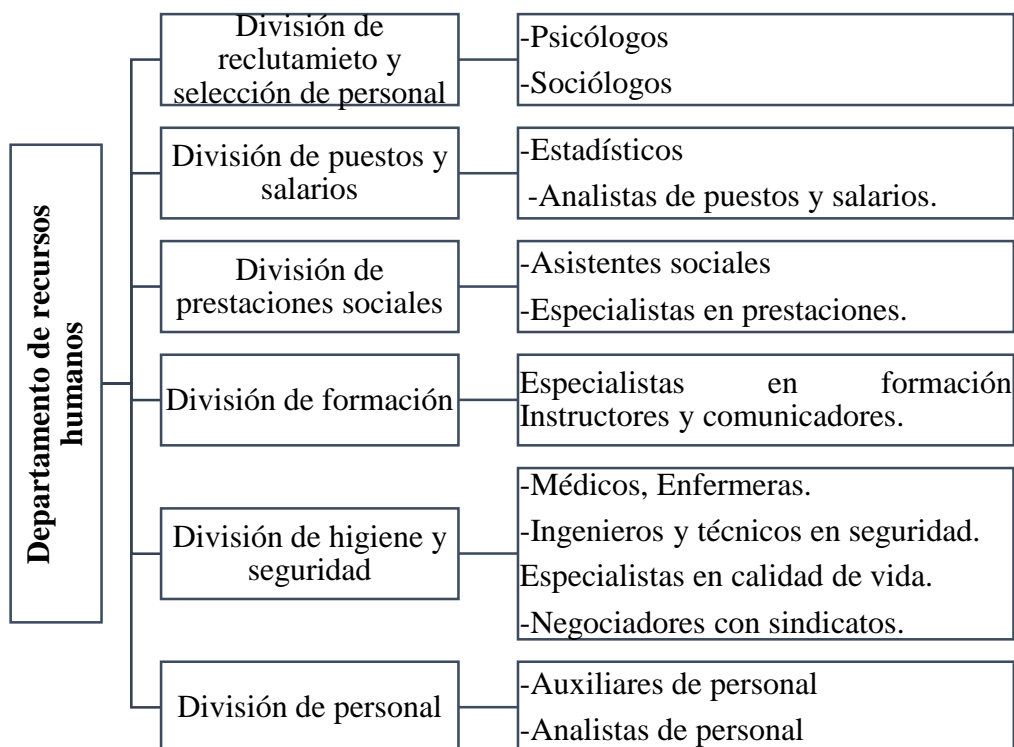 Departamento de recursos
humanos
División de
reclutamieto y
selección de personal
-Psicólogos
-Sociólogos
División de puestos y
salarios
-Estadísticos
-Analistas de puestos y salarios.
División de
prestaciones sociales
-Asistentes sociales
-Especialistas en prestaciones.
División de formación
Especialistas en formación
Instructores y comunicadores.
División de higiene y
seguridad
-Médicos, Enfermeras.
-Ingenieros y técnicos en seguridad.
Especialistas en calidad de vida.
-Negociadores con sindicatos.
División de personal
-Auxiliares de personal
-Analistas de personal